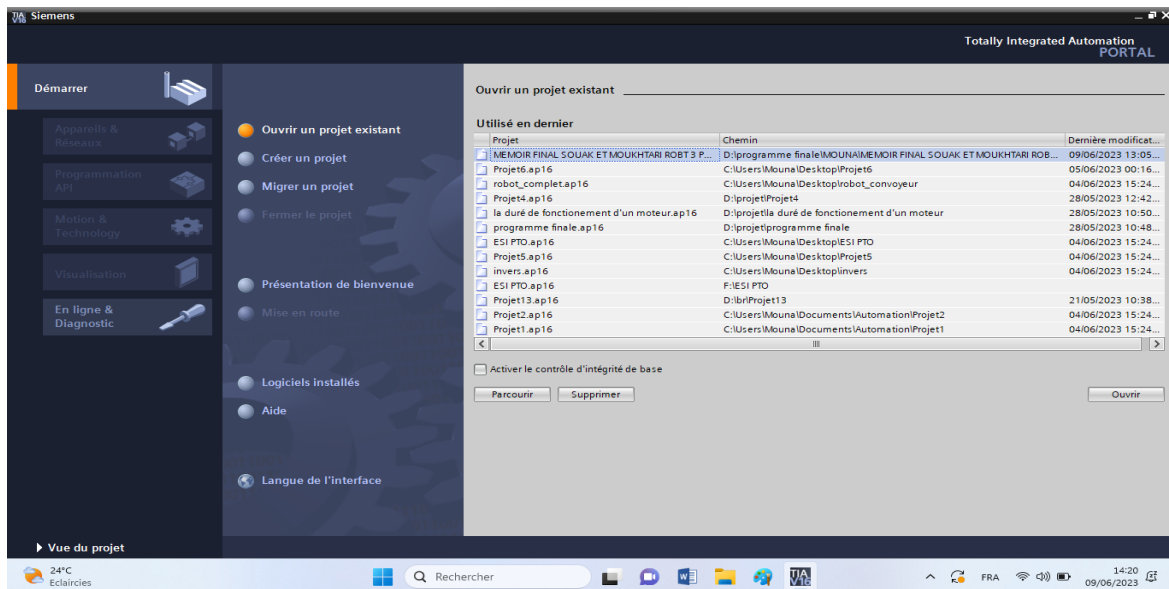 Siemens
Totally Integrated Automation
PORTAL
Démarrer
Appareils &
Réseaux
Programmation
API
Motion &
Technology
Visualisation
En ligne &
Diagnostic
Vue du projet
Ouvrir un projet existant
Créer un projet
Migrer un projet
Fermer le projet
Présentation de bienvenue
Mise en route
Logiciels installés
Aide
Langue de l'interface
Ouvrir un projet existant
Utilisé en dernier
Projet Chemin Dernière modificat...
MEMOIR FINAL SOUAK ET MOUKHTARI ROBT 3 P... D:\programme finale\MOUNA\MEMOIR FINAL SOUAK ET MOUKHTARI ROB... 09/06/2023 13:05...
Projet6.ap16 C:\Users\Mouna\Desktop\Projet6 05/06/2023 00:16...
robot_complet.ap16 C:\Users\Mouna\Desktop\robot_convoyeur 04/06/2023 15:24...
Projet4.ap16 D:\projet\Projet4 28/05/2023 12:42...
la duré de fonctionement d'un moteur.ap16 D:\projet\la duré de fonctionement d'un moteur 28/05/2023 10:50...
programme finale.ap16 D:\projet\programme finale 28/05/2023 10:48...
ESI PTO.ap16 C:\Users\Mouna\Desktop\ESI PTO 04/06/2023 15:24...
Projet5.ap16 C:\Users\Mouna\Desktop\Projet5 04/06/2023 15:24...
invers.ap16 C:\Users\Mouna\Desktop\invers 04/06/2023 15:24...
ESI PTO.ap16 F:\ESI PTO
Projet13.ap16 D:\br\Projet13 21/05/2023 10:38...
Projet2.ap16 C:\Users\Mouna\Documents\Automation\Projet2 04/06/2023 15:24...
Projet1.ap16 C:\Users\Mouna\Documents\Automation\Projet1 04/06/2023 15:24...
Activer le contrôle d'intégrité de base
Parcourir Supprimer Ouvrir
24°C
Eclaircies
Rechercher
TIA
V16
FRA
14:20
09/06/2023